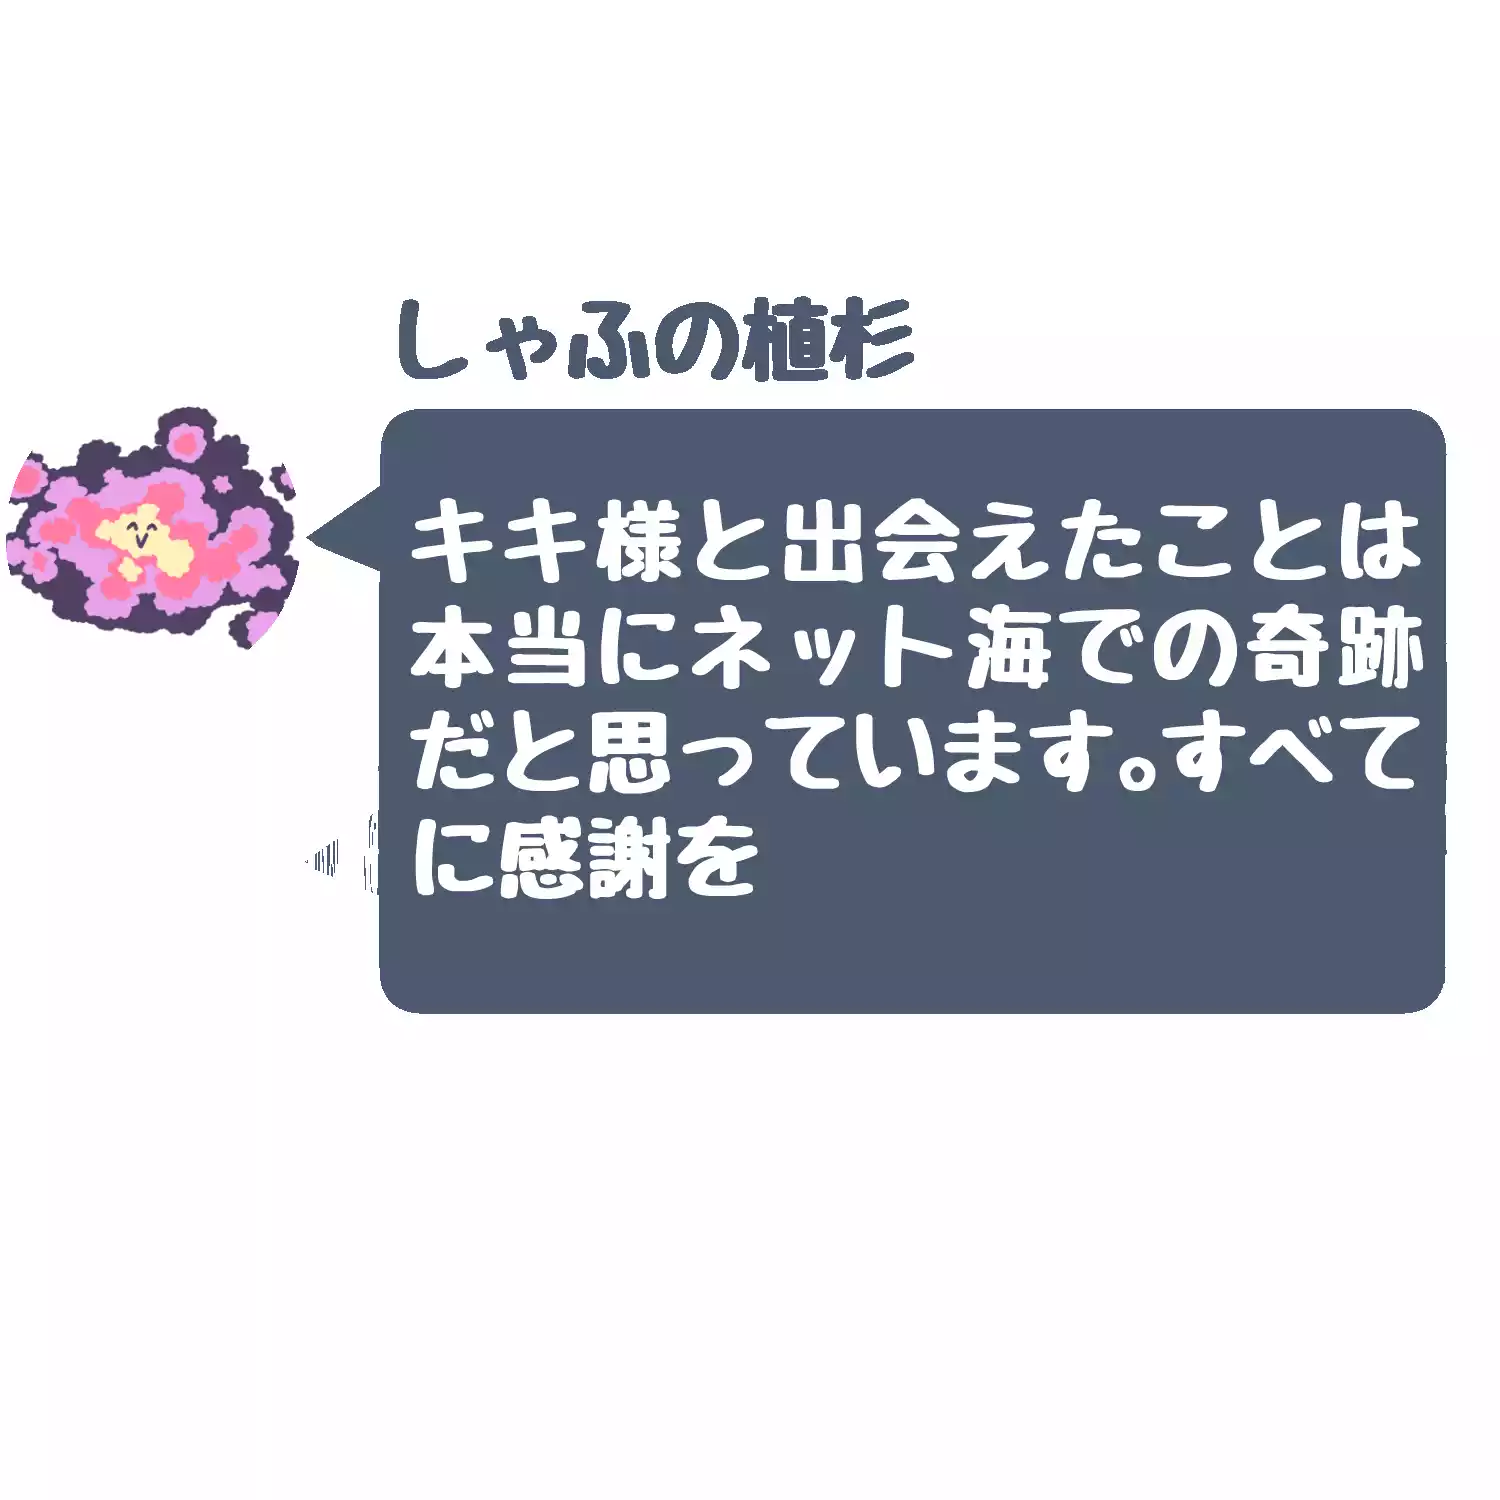 しゃふの植杉
キキ様と出会えたことは
本当にネット海での奇跡
だと思っています。すべて
に感謝を